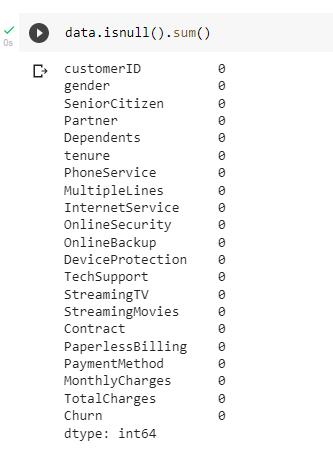 data.isnull().sum()
0s
customerID 0
gender 0
SeniorCitizen 0
Partner 0
Dependents 0
tenure 0
PhoneService 0
MultipleLines 0
InternetService 0
OnlineSecurity 0
OnlineBackup 0
DeviceProtection 0
TechSupport 0
StreamingTV 0
StreamingMovies 0
Contract 0
PaperlessBilling 0
PaymentMethod 0
MonthlyCharges 0
TotalCharges 0
Churn 0
dtype: int64